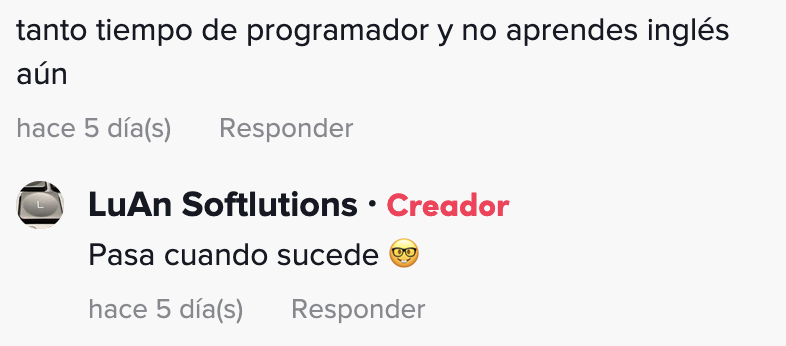 tanto tiempo de programador y no aprendes inglés
aún
hace 5 día(s) Responder
LuAn Softlutions · Creador
Pasa cuando sucede 🤓
hace 5 día(s) Responder